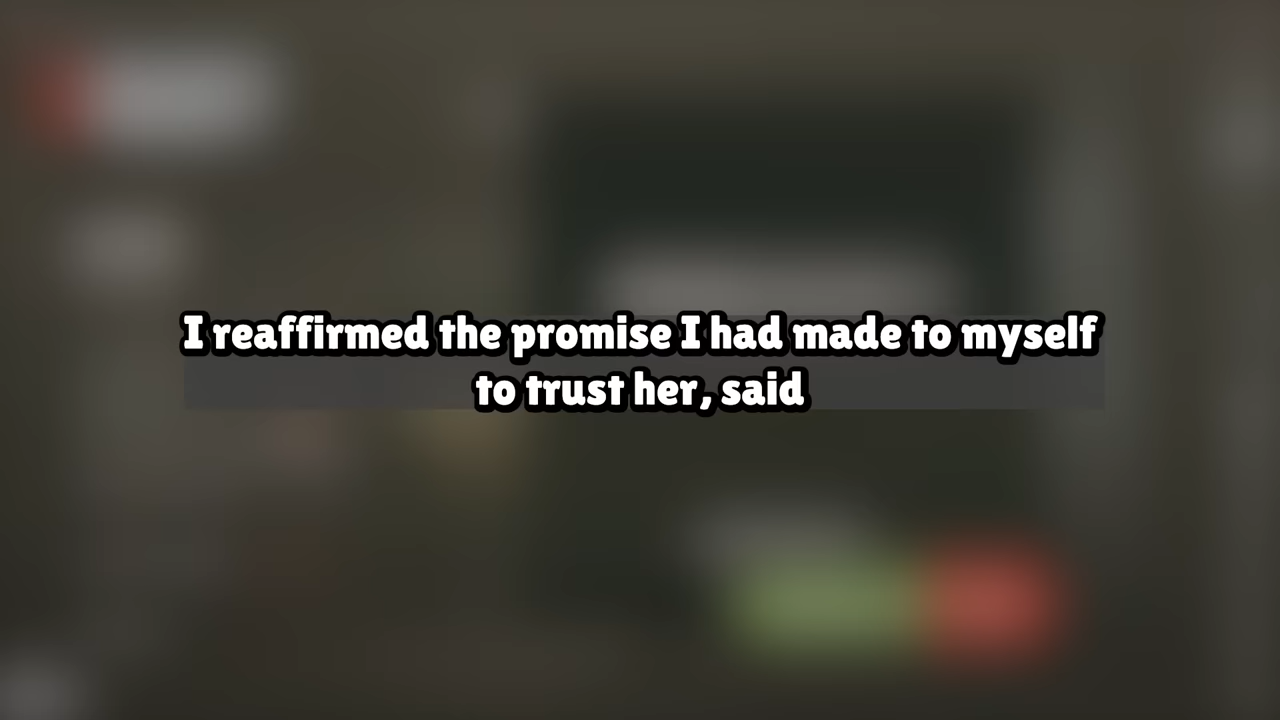 I reaffirmed the promise I had made to myself
to trust her, said